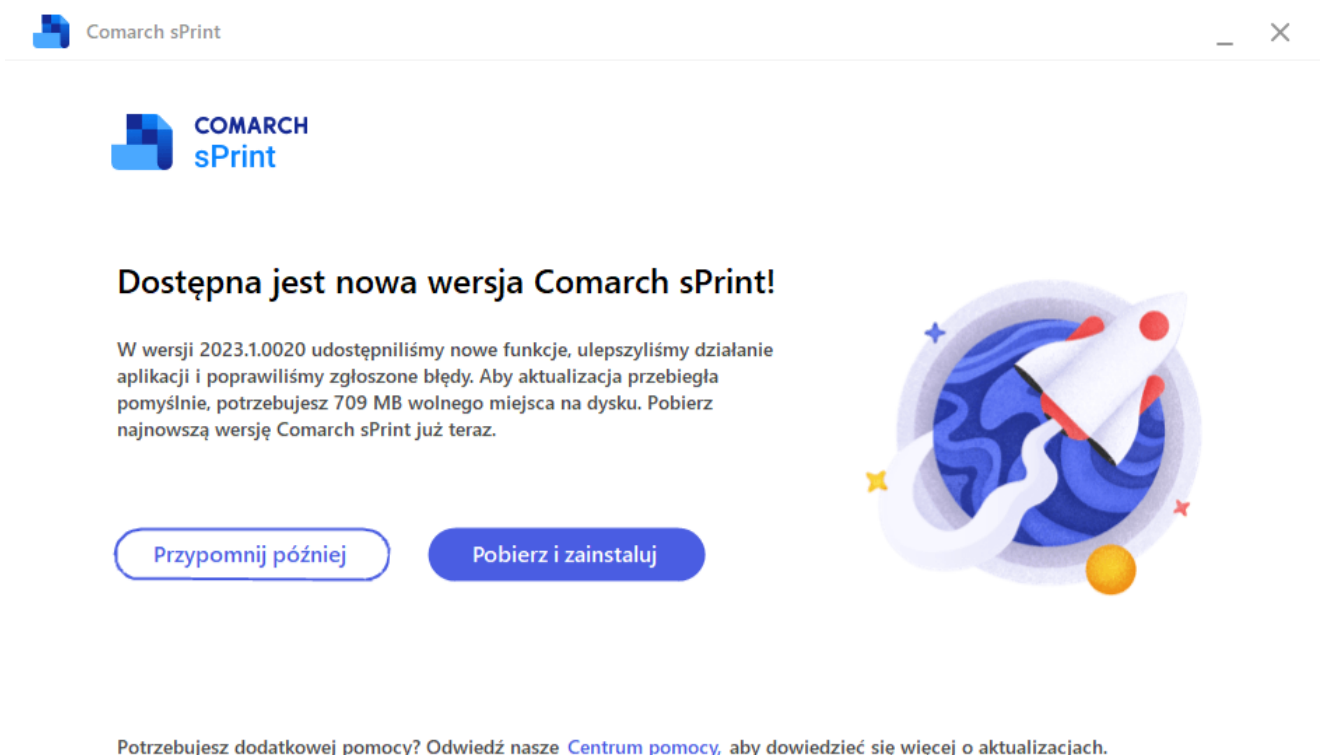 Comarch sPrint
COMARCH
sPrint
Dostępna jest nowa wersja Comarch sPrint!
W wersji 2023.1.0020 udostępniliśmy nowe funkcje, ulepszyliśmy działanie
aplikacji i poprawiliśmy zgłoszone błędy. Aby aktualizacja przebiegła
pomyślnie, potrzebujesz 709 MB wolnego miejsca na dysku. Pobierz
najnowszą wersję Comarch sPrint już teraz.
Przypomnij później
Pobierz i zainstaluj
Potrzebujesz dodatkowej pomocy? Odwiedź nasze Centrum pomocy, aby dowiedzieć się więcej o aktualizacjach.